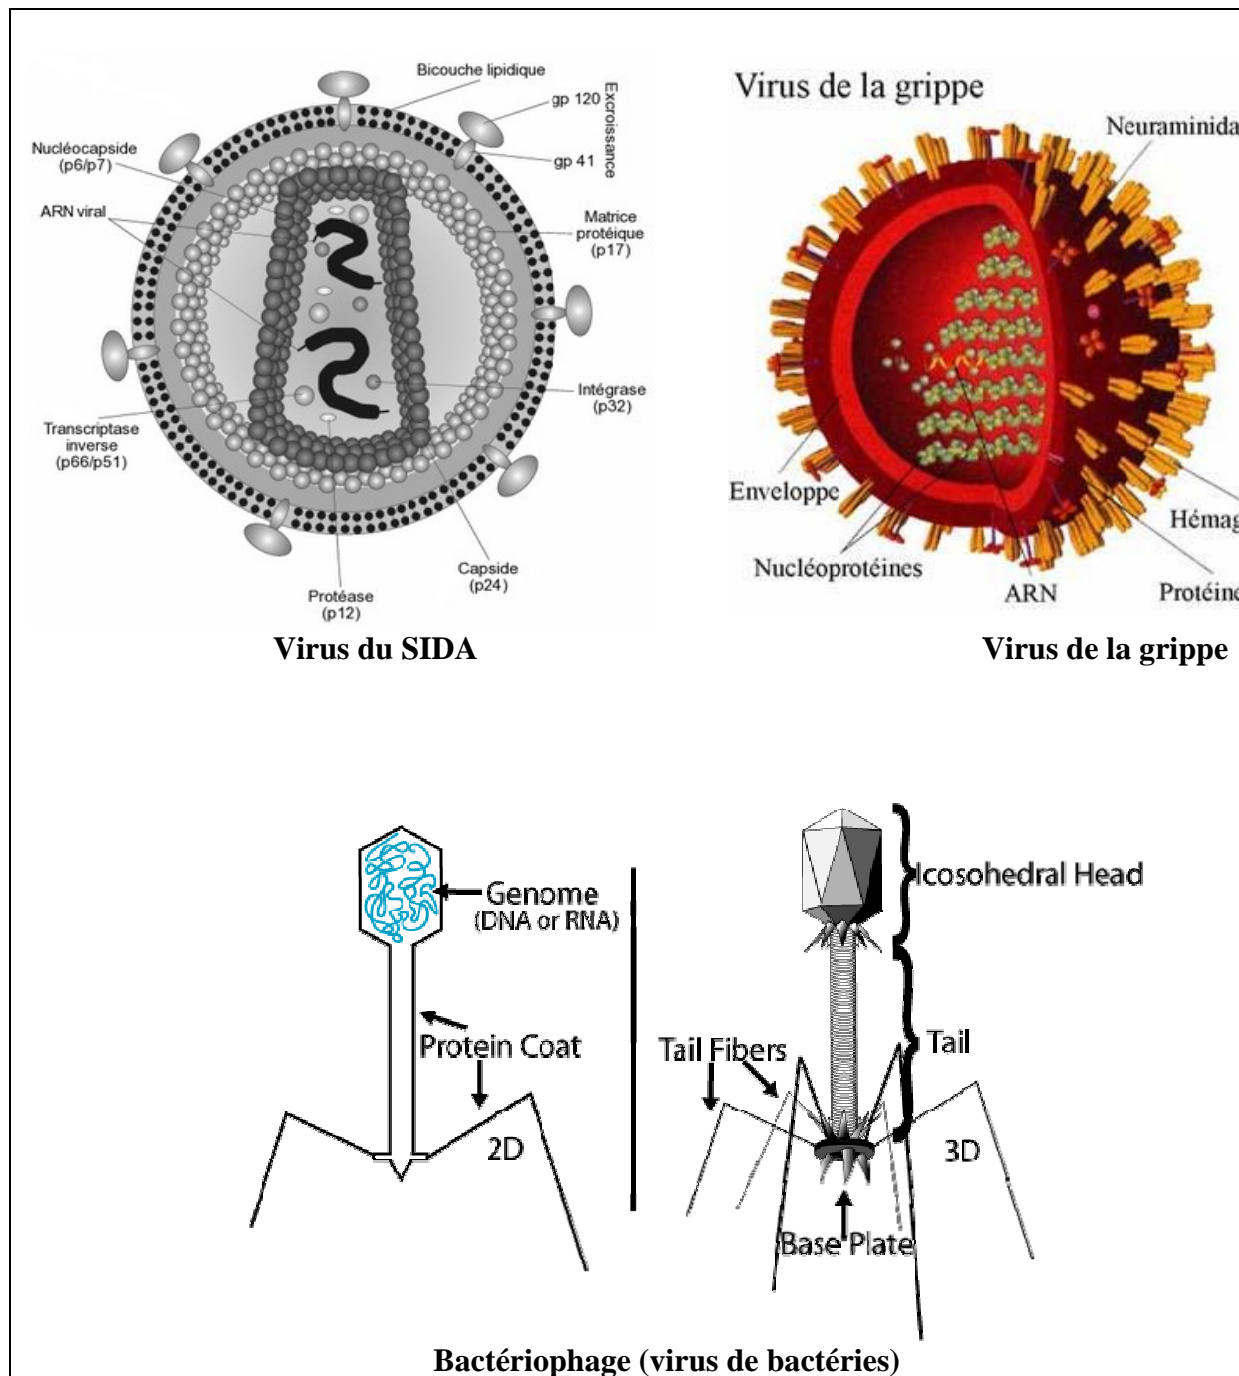 Bicouche lipidique
gp 120
Excroissance
gp 41
Nucléocapside
(p6/p7)
ARN viral
Matrice
protéique
(p17)
Intégrase
(p32)
Transcriptase
inverse
(p66/p51)
Capside
(p24)
Protéase
(p12)
Virus du SIDA
Virus de la grippe
Neuraminida
Enveloppe
Hémag
Nucléoprotéines
ARN
Protéine
Virus de la grippe
Genome
(DNA or RNA)
Protein Coat
2D
Icosohedral Head
Tail Fibers
Tail
3D
Base Plate
Bactériophage (virus de bactéries)